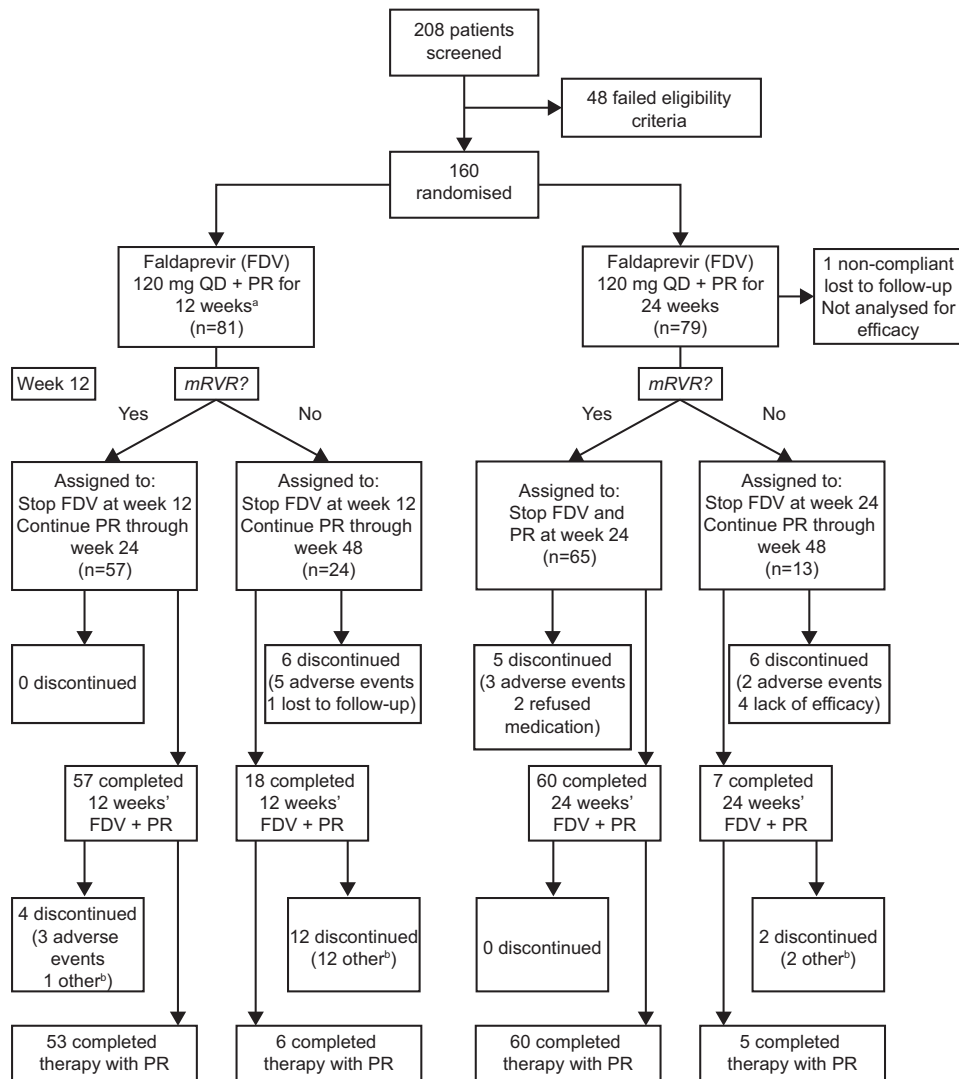 208 patients
screened
48 failed eligibility
criteria
160
randomised
Faldaprevir (FDV)
120 mg QD + PR for
12 weeksᵃ
(n=81)
Faldaprevir (FDV)
120 mg QD + PR for
24 weeks
(n=79)
1 non-compliant
lost to follow-up
Not analysed for
efficacy
Week 12
mRVR?
mRVR?
Yes
No
Yes
No
Assigned to:
Stop FDV at week 12
Continue PR through
week 24
(n=57)
Assigned to:
Stop FDV at week 12
Continue PR through
week 48
(n=24)
Assigned to:
Stop FDV and
PR at week 24
(n=65)
Assigned to:
Stop FDV at week 24
Continue PR through
week 48
(n=13)
0 discontinued
6 discontinued
(5 adverse events
1 lost to follow-up)
5 discontinued
(3 adverse events
2 refused
medication)
6 discontinued
(2 adverse events
4 lack of efficacy)
57 completed
12 weeks’
FDV + PR
18 completed
12 weeks’
FDV + PR
60 completed
24 weeks’
FDV + PR
7 completed
24 weeks’
FDV + PR
4 discontinued
(3 adverse
events
1 otherᵇ)
12 discontinued
(12 otherᵇ)
0 discontinued
2 discontinued
(2 otherᵇ)
53 completed
therapy with PR
6 completed
therapy with PR
60 completed
therapy with PR
5 completed
therapy with PR